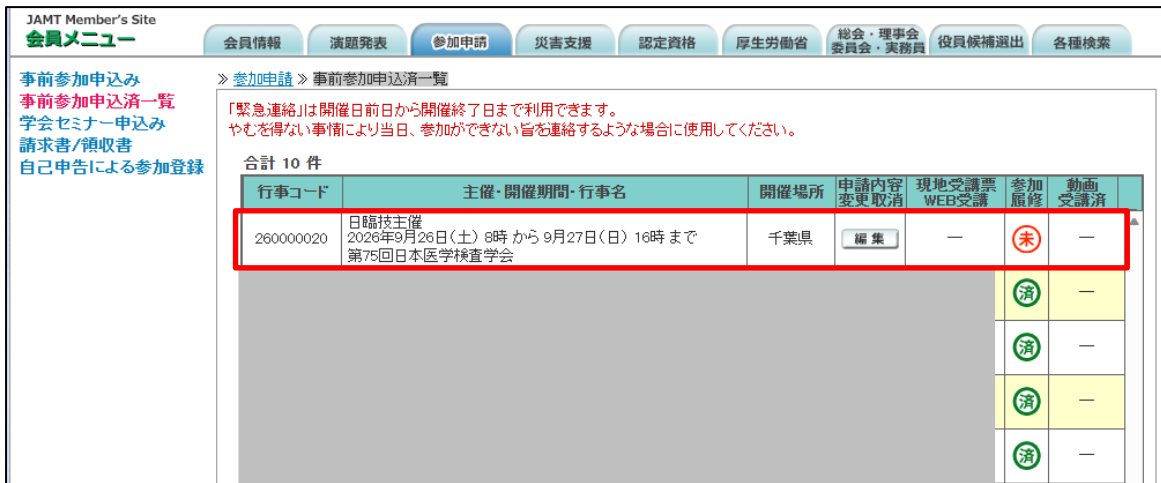 JAMT Member's Site
会員メニュー
会員情報
演題発表
参加申請
災害支援
認定資格
厚生労働省
総会・理事会
委員会・実務員
役員候補選出
各種検索
事前参加申込み
事前参加申込済一覧
学会セミナー申込み
請求書/領収書
自己申告による参加登録
» 参加申請 » 事前参加申込済一覧
「緊急連絡」は開催日前日から開催終了日まで利用できます。
やむを得ない事情により当日、参加ができない旨を連絡するような場合に使用してください。
合計 10 件
行事コード
主催・開催期間・行事名
開催場所
申請内容
変更取消
現地受講票
WEB受講
参加
履修
動画
受講済
260000020
日臨技主催
2026年9月26日(土) 8時 から 9月27日(日) 16時 まで
第75回日本医学検査学会
千葉県
編集
—
未
—
済
—
済
—
済
—
済
—